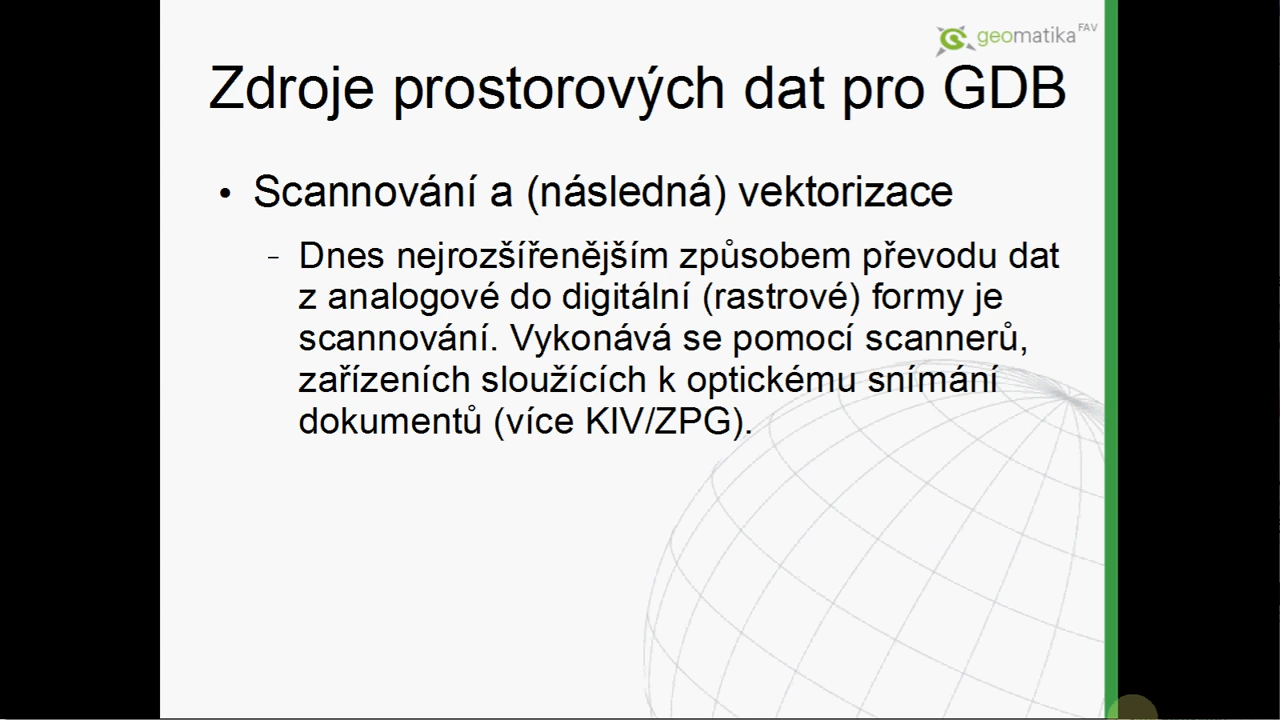 geomatika FAV
Zdroje prostorových dat pro GDB
• Scannování a (následná) vektorizace
– Dnes nejrozšířenějším způsobem převodu dat
z analogové do digitální (rastrové) formy je
scannování. Vykonává se pomocí scannerů,
zařízeních sloužících k optickému snímání
dokumentů (více KIV/ZPG).